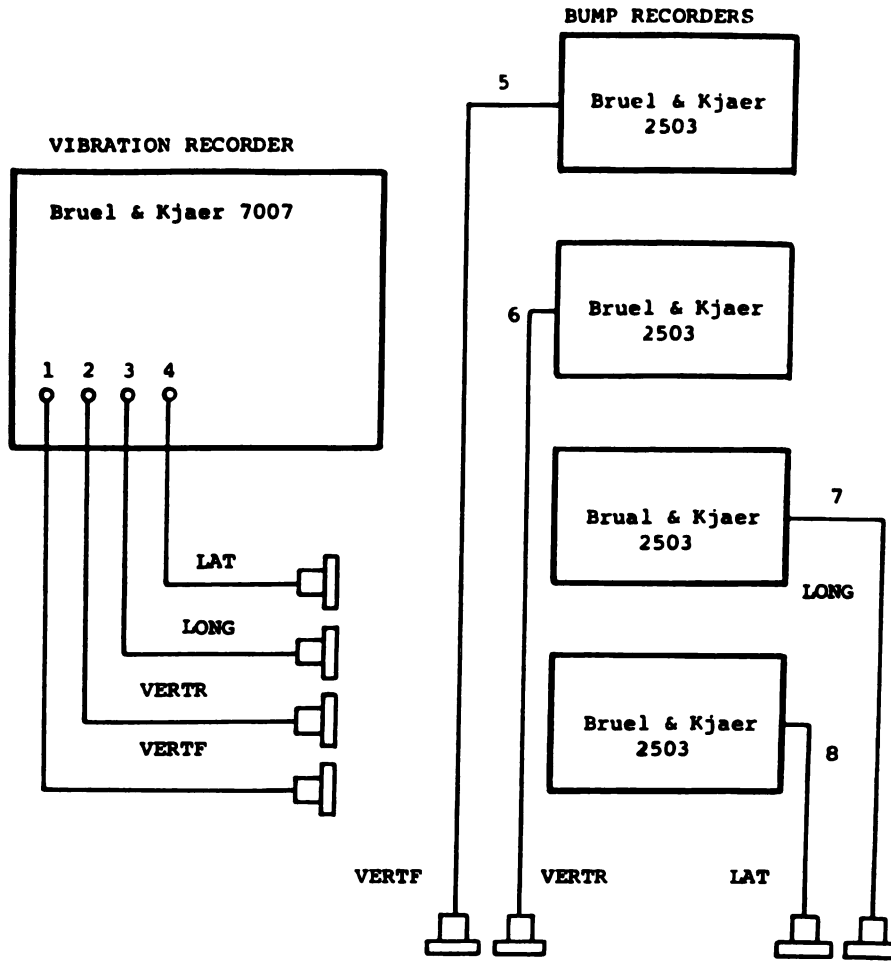 BUMP RECORDERS
5
Bruel & Kjaer
2503
VIBRATION RECORDER
Bruel & Kjaer 7007
6
Bruel & Kjaer
2503
1 2 3 4
7
Brual & Kjaer
2503
LAT
LONG
LONG
VERTR
Bruel & Kjaer
2503
VERTF
8
VERTF
VERTR
LAT